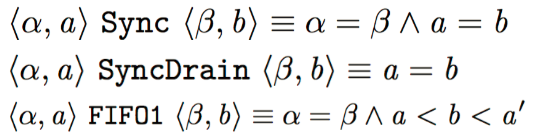 ⟨α, a⟩ Sync ⟨β, b⟩ ≡ α = β ∧ a = b
⟨α, a⟩ SyncDrain ⟨β, b⟩ ≡ a = b
⟨α, a⟩ FIFO1 ⟨β, b⟩ ≡ α = β ∧ a < b < a′